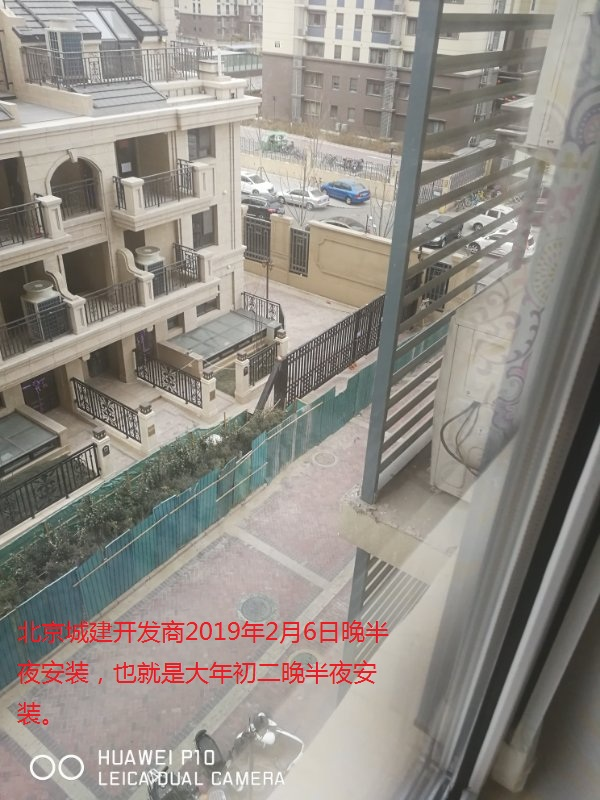 北京城建开发商2019年2月6日晚半
夜安装，也就是大年初二晚半夜安
装。
HUAWEI P10
LEICA DUAL CAMERA